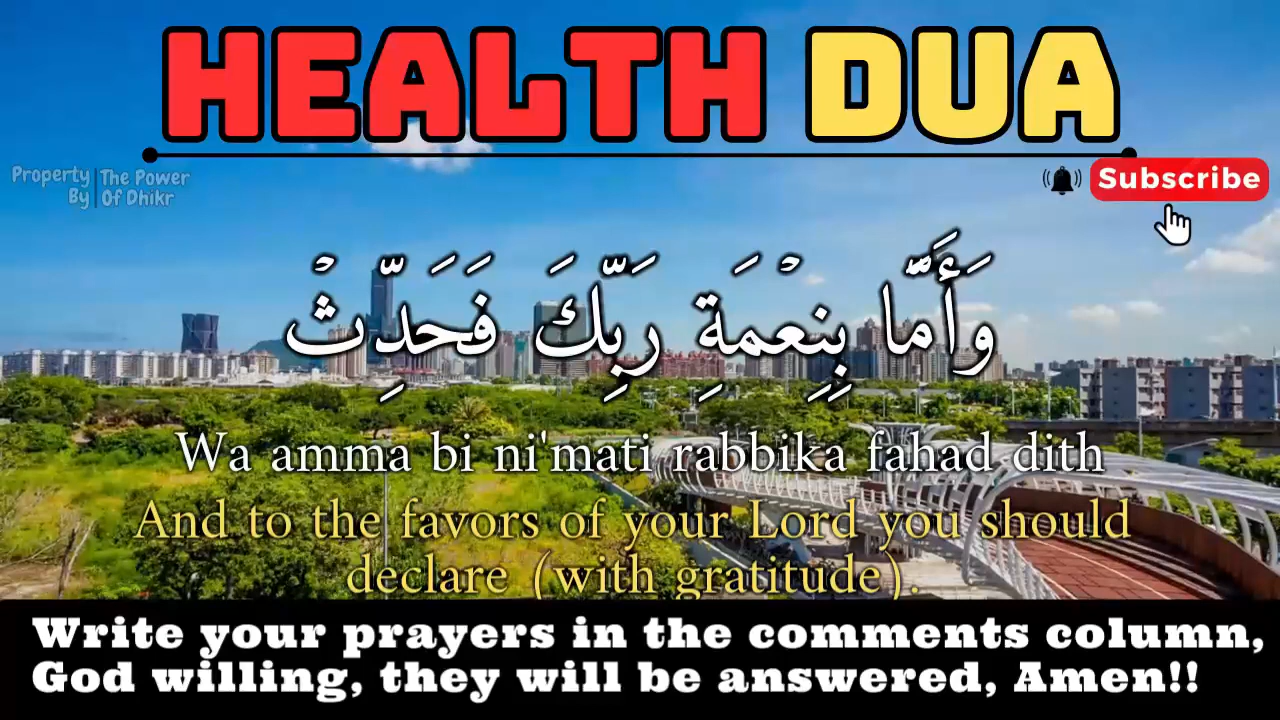 HEALTH DUA
Property
By
The Power
Of Dhikr
Subscribe
وَأَمَّا بِنِعْمَةِ رَبِّكَ فَحَدِّثْ
Wa amma bi ni'mati rabbika fahad dith
And to the favors of your Lord you should
declare (with gratitude).
Write your prayers in the comments column,
God willing, they will be answered, Amen!!